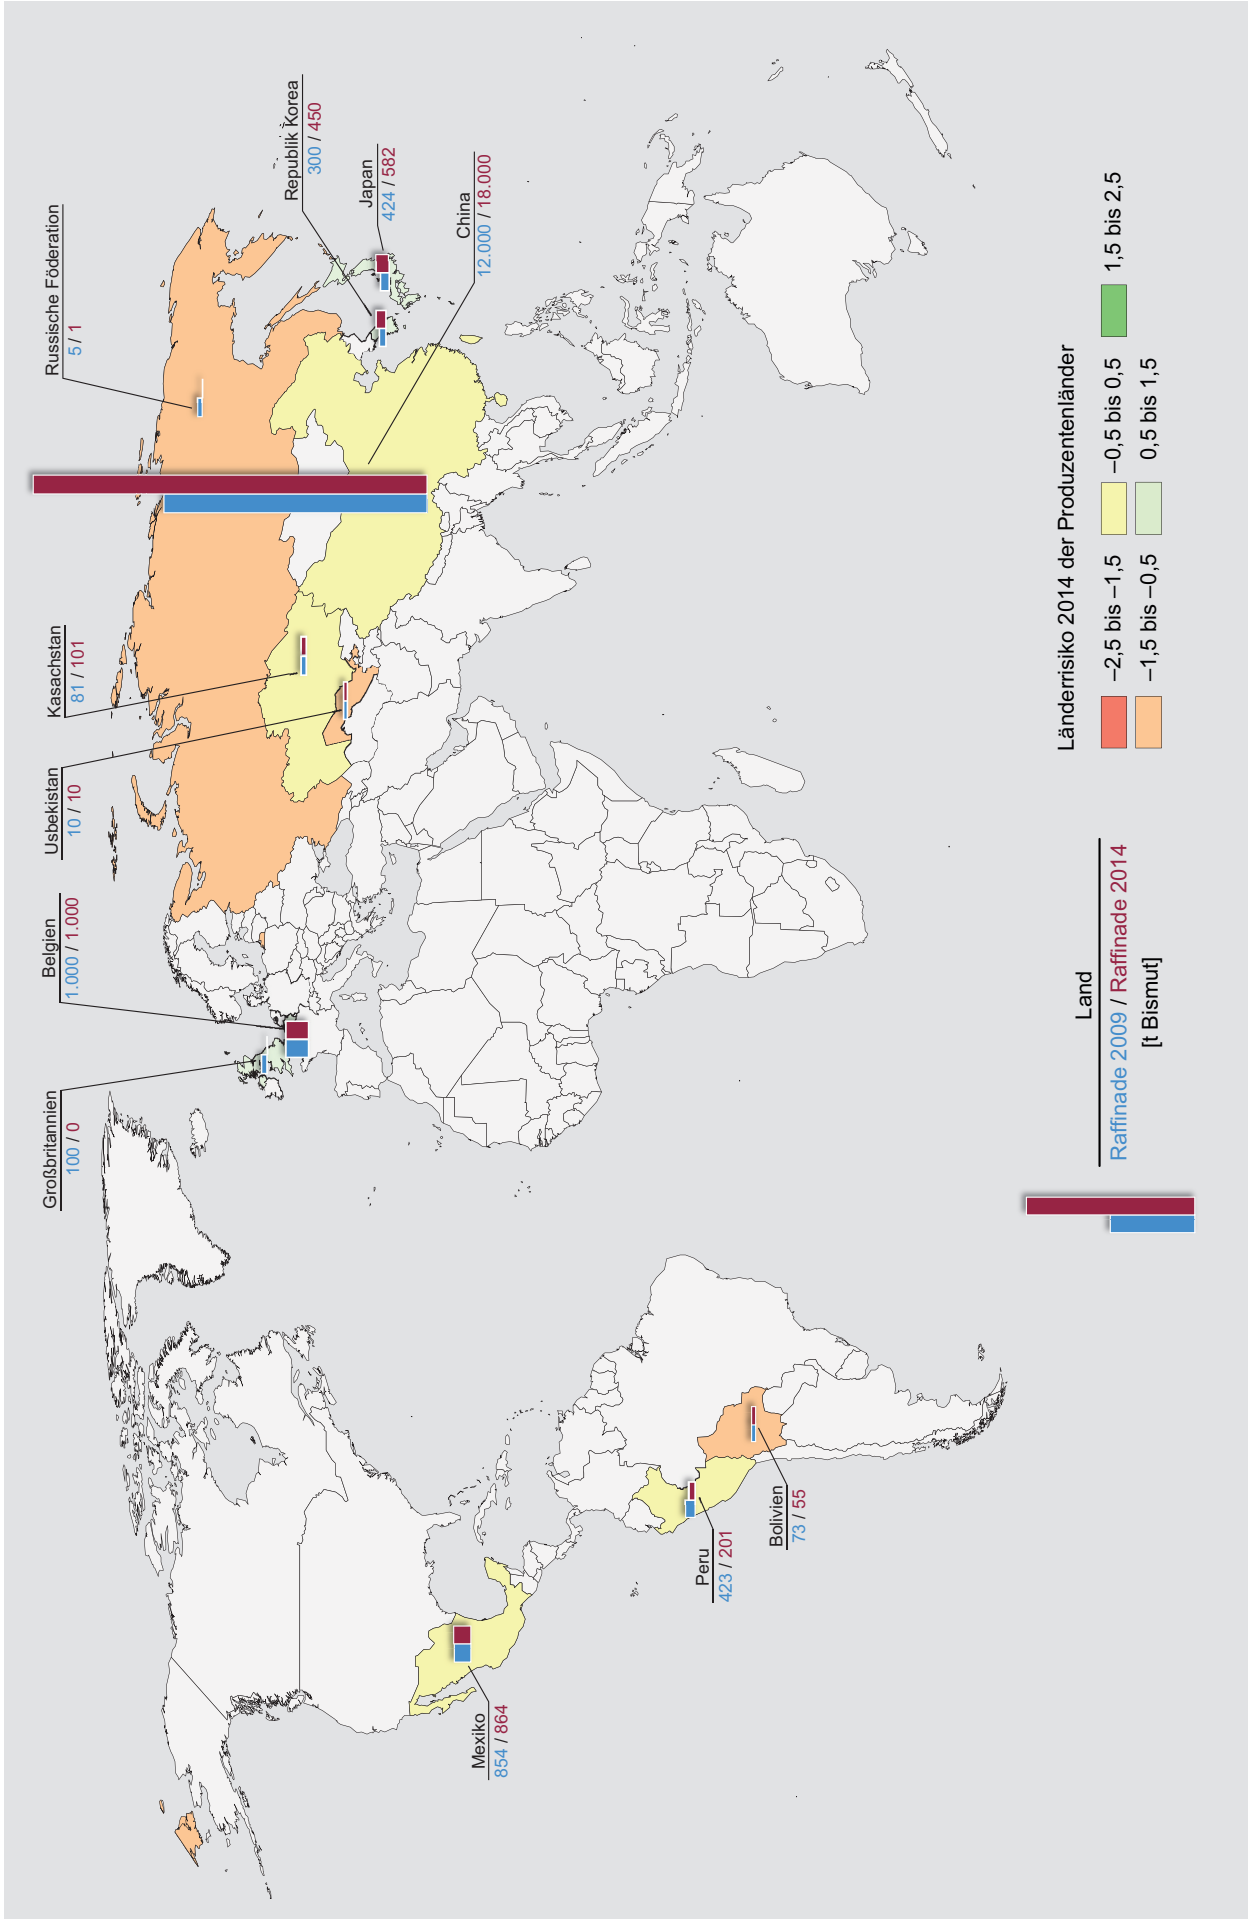 Großbritannien
100 / 0
Belgien
1.000 / 1.000
Usbekistan
10 / 10
Kasachstan
81 / 101
Russische Föderation
5 / 1
Republik Korea
300 / 450
Japan
424 / 582
China
12.000 / 18.000
Mexiko
854 / 864
Peru
423 / 201
Bolivien
73 / 55
Land
Raffinade 2009 / Raffinade 2014
[t Bismut]
Länderrisiko 2014 der Produzentenländer
–2,5 bis –1,5
–0,5 bis 0,5
1,5 bis 2,5
–1,5 bis –0,5
0,5 bis 1,5